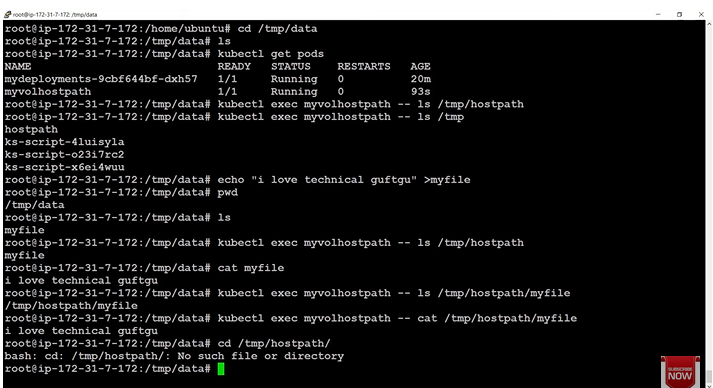 root@ip-172-31-7-172: /tmp/data
root@ip-172-31-7-172:/home/ubuntu# cd /tmp/data
root@ip-172-31-7-172:/tmp/data# ls
root@ip-172-31-7-172:/tmp/data# kubectl get pods
NAME READY STATUS RESTARTS AGE
mydeployments-9cbf644bf-dxh57 1/1 Running 0 20m
myvolhostpath 1/1 Running 0 93s
root@ip-172-31-7-172:/tmp/data# kubectl exec myvolhostpath -- ls /tmp/hostpath
root@ip-172-31-7-172:/tmp/data# kubectl exec myvolhostpath -- ls /tmp
hostpath
ks-script-4luisyla
ks-script-o23i7rc2
ks-script-x6ei4wuu
root@ip-172-31-7-172:/tmp/data# echo "i love technical guftgu" >myfile
root@ip-172-31-7-172:/tmp/data# pwd
/tmp/data
root@ip-172-31-7-172:/tmp/data# ls
myfile
root@ip-172-31-7-172:/tmp/data# kubectl exec myvolhostpath -- ls /tmp/hostpath
myfile
root@ip-172-31-7-172:/tmp/data# cat myfile
i love technical guftgu
root@ip-172-31-7-172:/tmp/data# kubectl exec myvolhostpath -- ls /tmp/hostpath/myfile
/tmp/hostpath/myfile
root@ip-172-31-7-172:/tmp/data# kubectl exec myvolhostpath -- cat /tmp/hostpath/myfile
i love technical guftgu
root@ip-172-31-7-172:/tmp/data# cd /tmp/hostpath/
bash: cd: /tmp/hostpath/: No such file or directory
root@ip-172-31-7-172:/tmp/data#
SUBSCRIBE
NOW